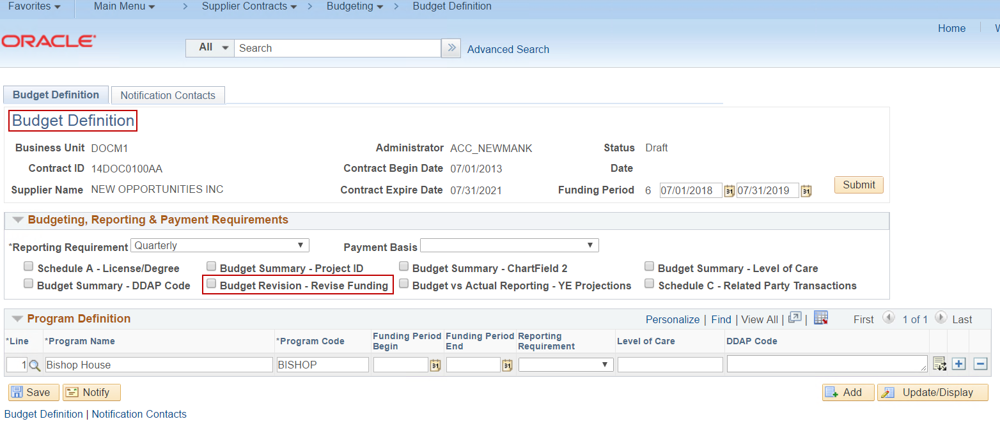 Favorites Main Menu > Supplier Contracts > Budgeting > Budget Definition
Home W
ORACLE
All Search Advanced Search
Budget Definition Notification Contacts
Budget Definition
Business Unit DOCM1 Administrator ACC_NEWMANK Status Draft
Contract ID 14DOC0100AA Contract Begin Date 07/01/2013 Date
Supplier Name NEW OPPORTUNITIES INC Contract Expire Date 07/31/2021 Funding Period 6 07/01/2018 31 07/31/2019 31 Submit
Budgeting, Reporting & Payment Requirements
*Reporting Requirement Quarterly Payment Basis
Schedule A - License/Degree Budget Summary - Project ID Budget Summary - ChartField 2 Budget Summary - Level of Care
Budget Summary - DDAP Code Budget Revision - Revise Funding Budget vs Actual Reporting - YE Projections Schedule C - Related Party Transactions
Program Definition Personalize | Find | View All | | First 1 of 1 Last
*Line *Program Name *Program Code Funding Period Begin Funding Period End Reporting Requirement Level of Care DDAP Code
1 Bishop House BISHOP 31 31
Save Notify Add Update/Display
Budget Definition | Notification Contacts